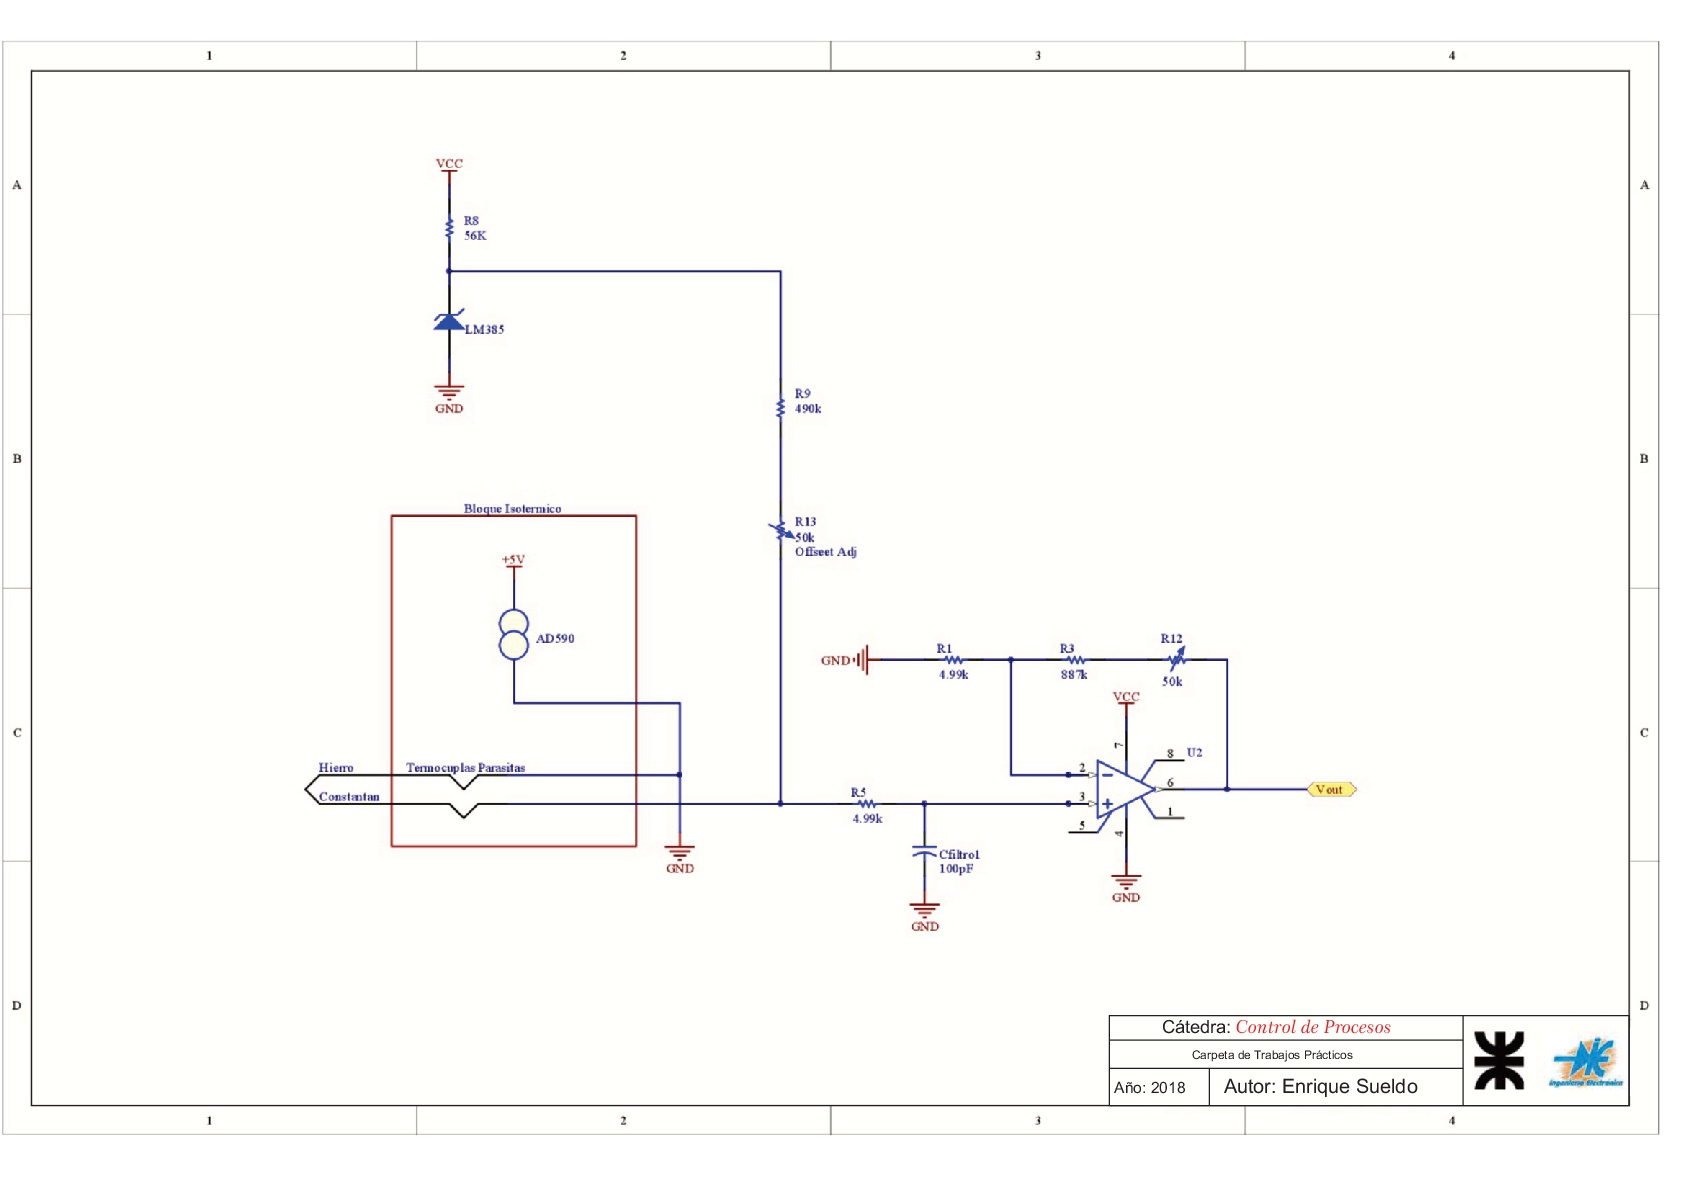 1 2 3 4
A A
VCC
R8
56K
LM385
GND
R9
490k
B B
R13
50k
Offseet Adj
Bloque Isotermico
+5V
AD590
R1
4.99k
R3
887k
R12
50k
GND
VCC
C C
7
8 U2
Hierro
Termocuplas Parasitas
2
6
Vout
Constantan
R5
4.99k
3
1
5
4
GND
Cfiltro1
100pF
GND
GND
D D
Cátedra: Control de Procesos
Carpeta de Trabajos Prácticos
Año: 2018
Autor: Enrique Sueldo
Ingeniería Electrónica
1 2 3 4